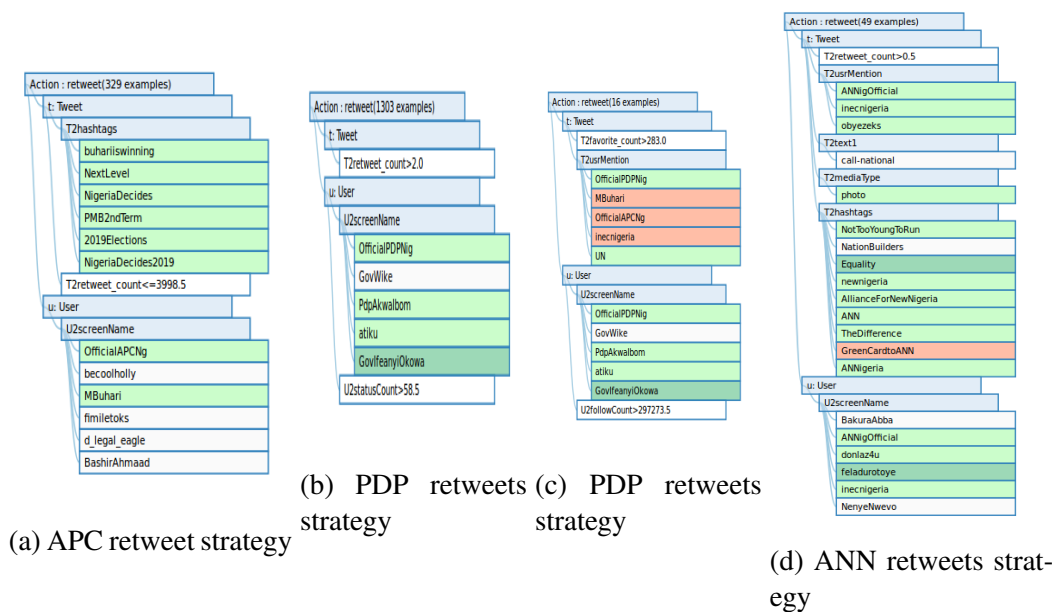 Action : retweet(329 examples)
t: Tweet
T2hashtags
buhariiswinning
NextLevel
NigeriaDecides
PMB2ndTerm
2019Elections
NigeriaDecides2019
T2retweet_count<=3998.5
u: User
U2screenName
OfficialAPCNg
becoolholly
MBuhari
fimiletoks
d_legal_eagle
BashirAhmaad
(a) APC retweet strategy
Action : retweet(1303 examples)
t: Tweet
T2retweet_count>2.0
u: User
U2screenName
OfficialPDPNig
GovWike
PdpAkwaIbom
atiku
GovIfeanyiOkowa
U2statusCount>58.5
(b) PDP retweets
strategy
Action : retweet(16 examples)
t: Tweet
T2favorite_count>283.0
T2usrMention
OfficialPDPNig
MBuhari
OfficialAPCNg
inecnigeria
UN
u: User
U2screenName
OfficialPDPNig
GovWike
PdpAkwaIbom
atiku
GovIfeanyiOkowa
U2followCount>297273.5
(c) PDP retweets
strategy
Action : retweet(49 examples)
t: Tweet
T2retweet_count>0.5
T2usrMention
ANNigOfficial
inecnigeria
obyezeks
T2text1
call-national
T2mediaType
photo
T2hashtags
NotTooYoungToRun
NationBuilders
Equality
newnigeria
AllianceForNewNigeria
ANN
TheDifference
GreenCardtoANN
ANNigeria
u: User
U2screenName
BakuraAbba
ANNigOfficial
donlaz4u
feladurotoye
inecnigeria
NenyeNwevo
(d) ANN retweets strat-
egy